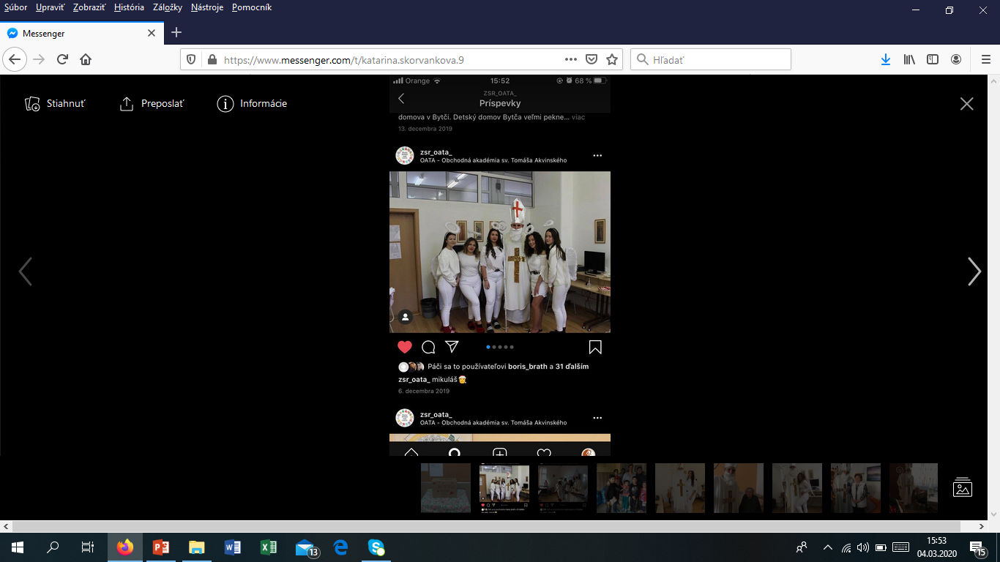 Súbor Upraviť Zobraziť História Záložky Nástroje Pomocník
Messenger
https://www.messenger.com/t/katarina.skorvankova.9
Hľadať
Stiahnuť
Preposlať
Informácie
Orange 15:52 68 %
ZSR_OATA_
Príspevky
domova v Bytči. Detský domov Bytča veľmi pekne... viac
13. decembra 2019
zsr_oata_
OATA - Obchodná akadémia sv. Tomáša Akvinského
Páči sa to používateľovi boris_brath a 31 ďalším
zsr_oata_ mikuláš
6. decembra 2019
zsr_oata_
OATA - Obchodná akadémia sv. Tomáša Akvinského
13
15:53
04.03.2020
15